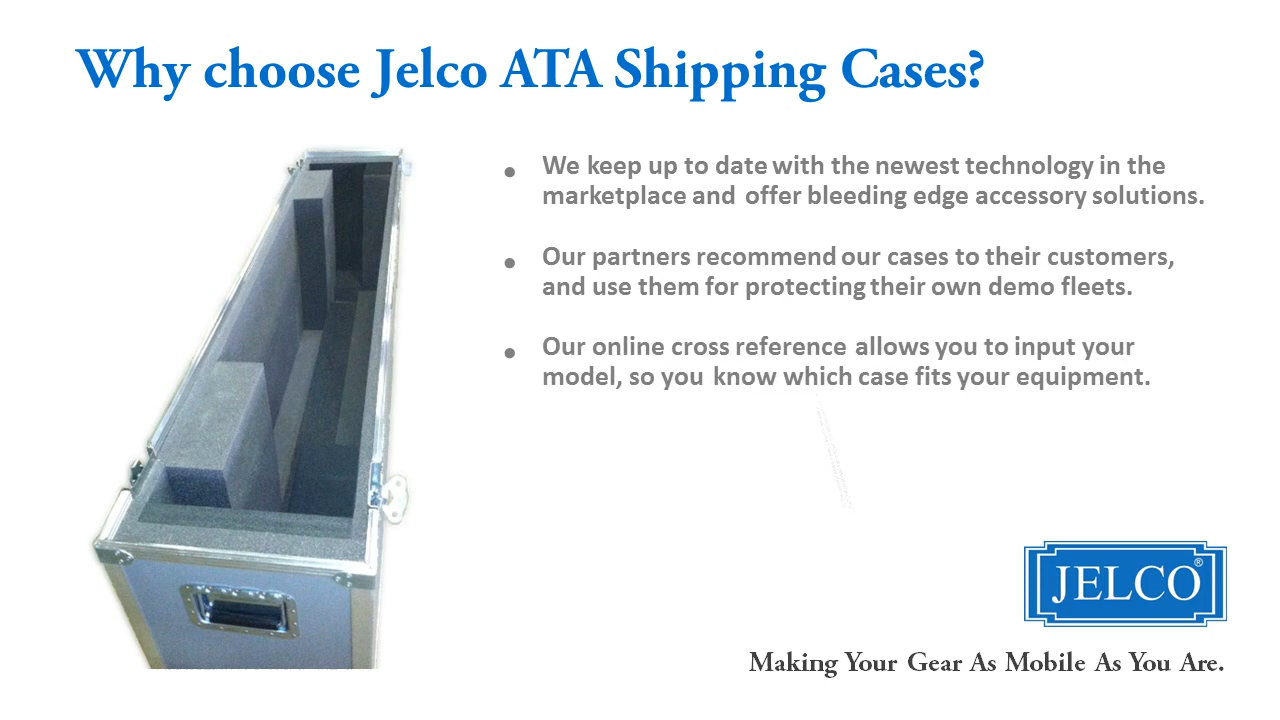 Why choose Jelco ATA Shipping Cases?
• We keep up to date with the newest technology in the
marketplace and offer bleeding edge accessory solutions.
• Our partners recommend our cases to their customers,
and use them for protecting their own demo fleets.
• Our online cross reference allows you to input your
model, so you know which case fits your equipment.
JELCO®
Making Your Gear As Mobile As You Are.